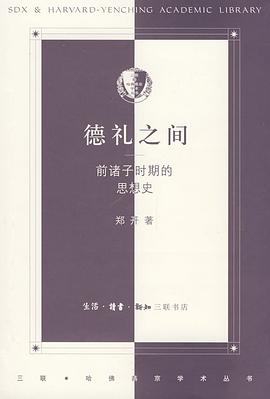 SDX & HARVARD-YENCHING ACADEMIC LIBRARY
德礼之间
前诸子时期的
思想史
郑开 著
生活·讀書·新知三联书店
三联·哈佛燕京学术丛书